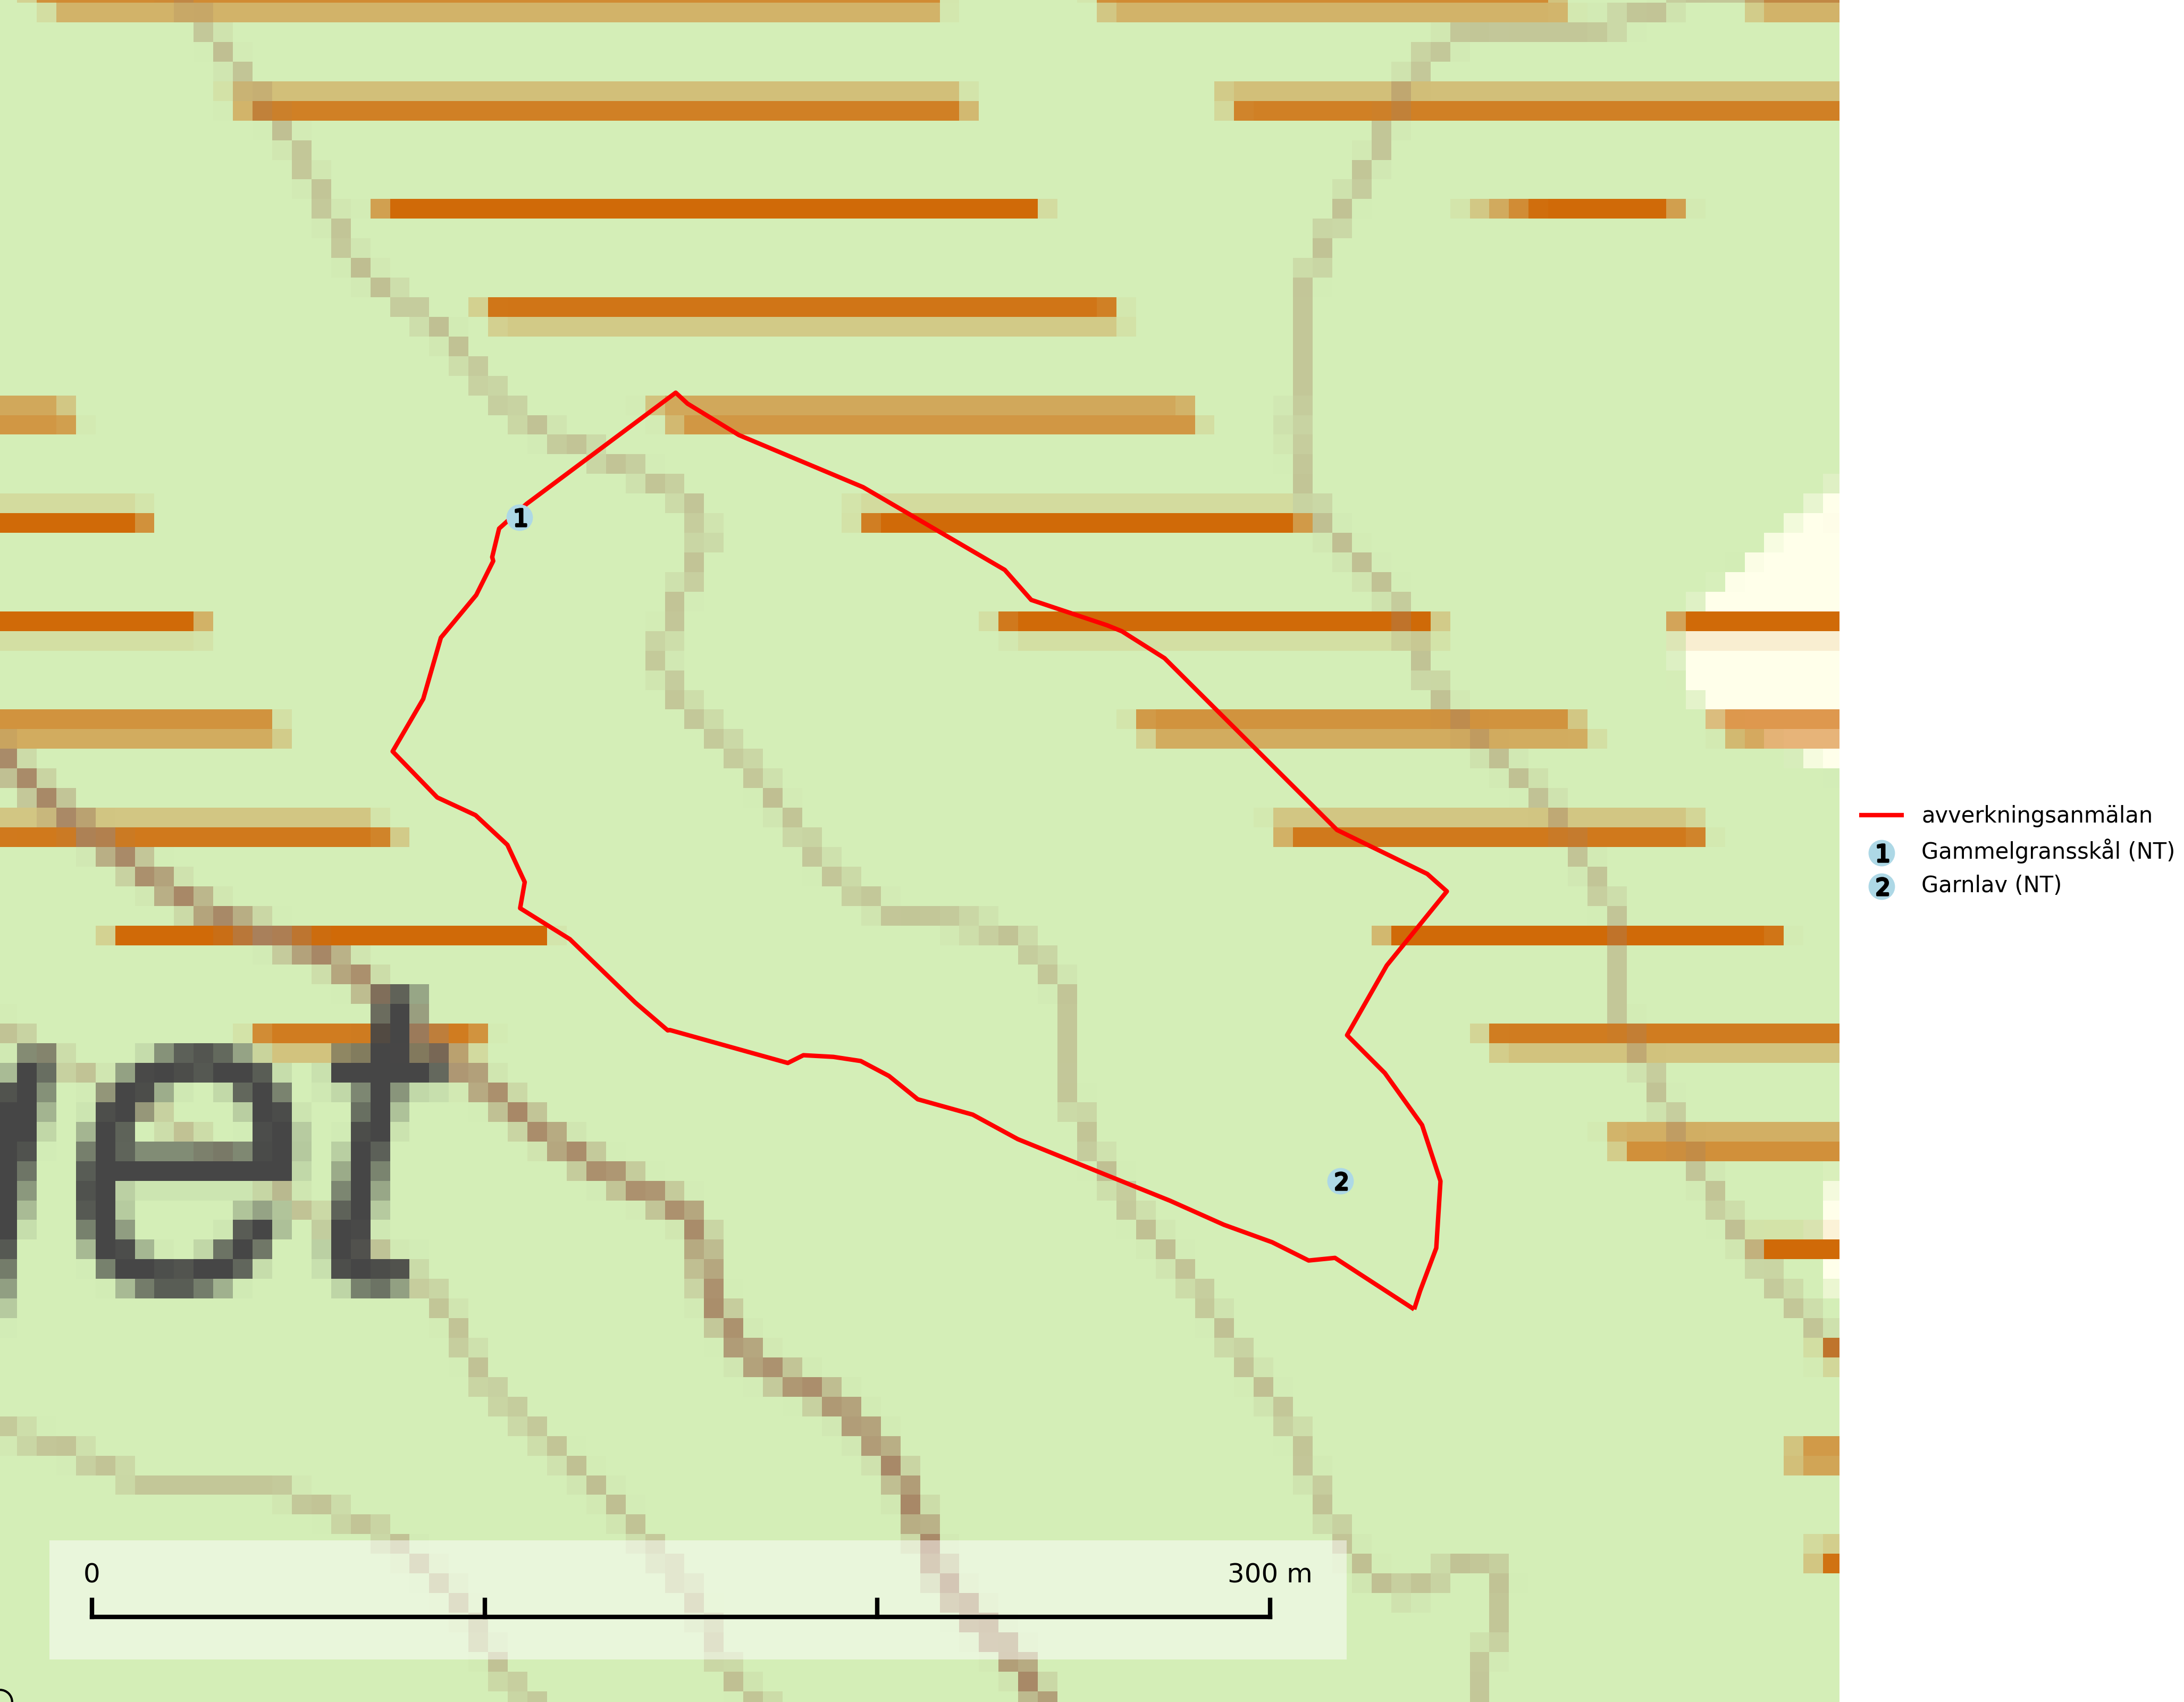 1
avverkningsanmälan
1 Gammelgransskål (NT)
2 Garnlav (NT)
et
2
0 300 m